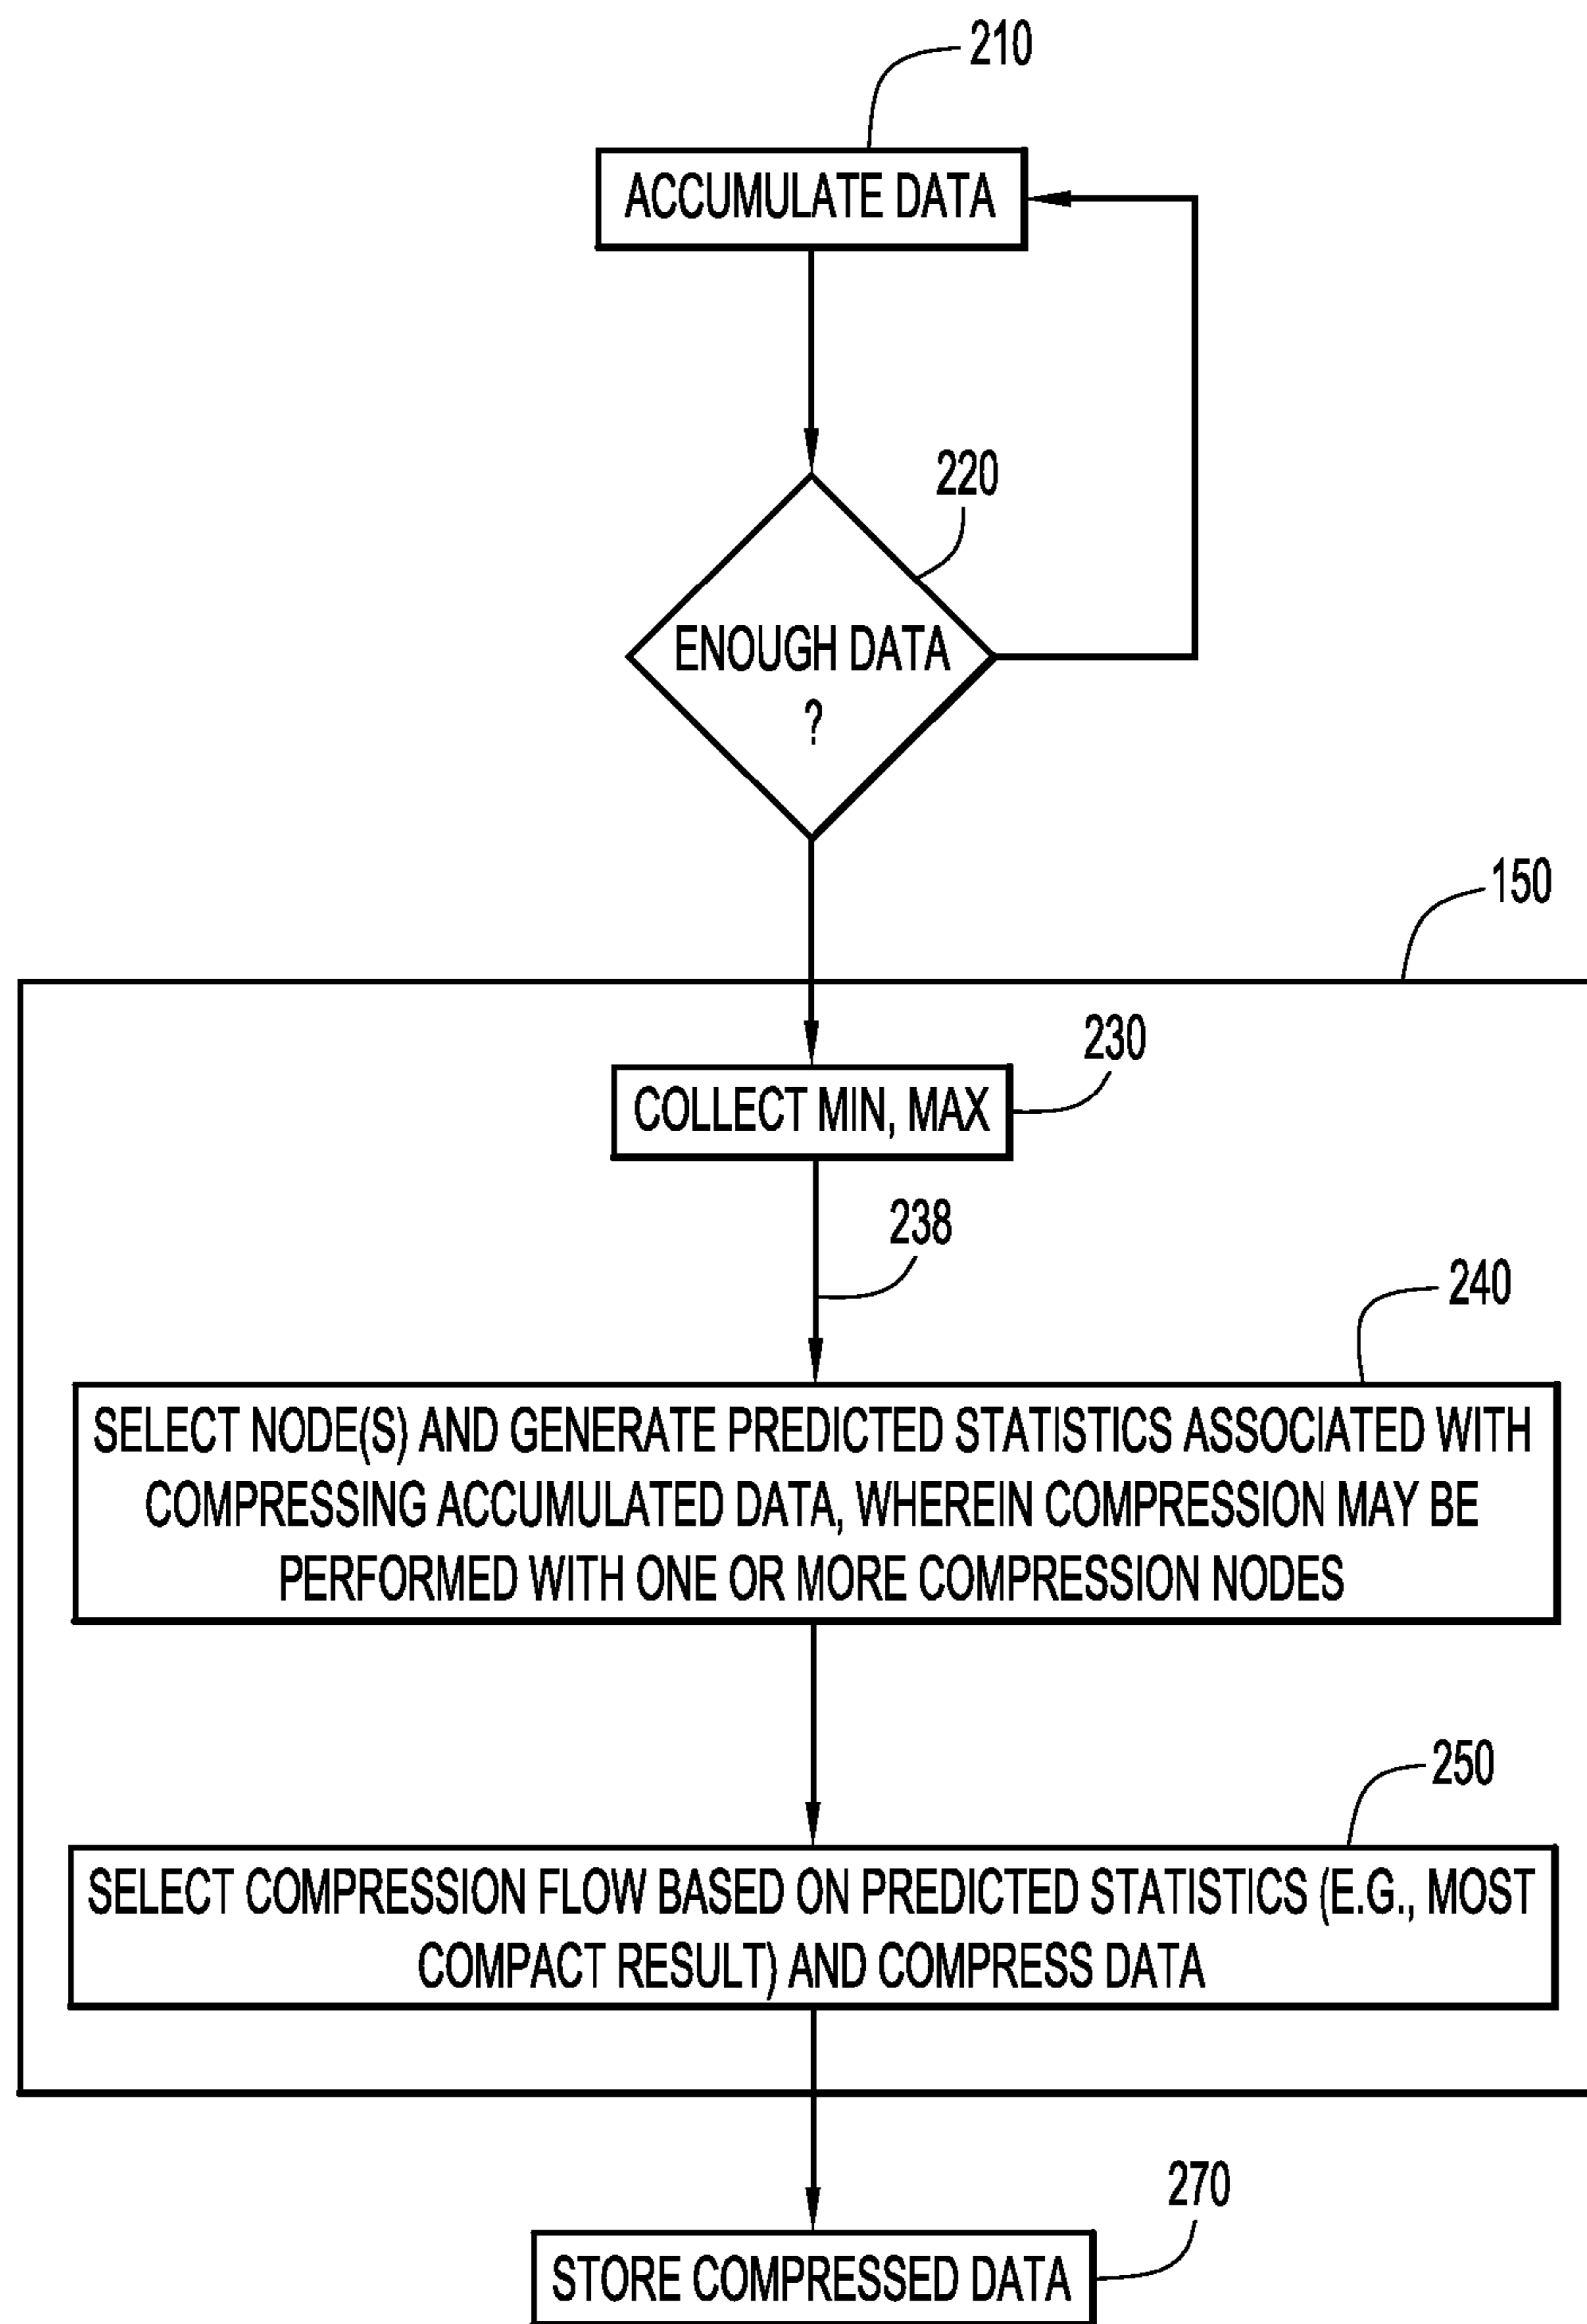 210
ACCUMULATE DATA
220
ENOUGH DATA
?
150
230
COLLECT MIN, MAX
238
240
SELECT NODE(S) AND GENERATE PREDICTED STATISTICS ASSOCIATED WITH
COMPRESSING ACCUMULATED DATA, WHEREIN COMPRESSION MAY BE
PERFORMED WITH ONE OR MORE COMPRESSION NODES
250
SELECT COMPRESSION FLOW BASED ON PREDICTED STATISTICS (E.G., MOST
COMPACT RESULT) AND COMPRESS DATA
270
STORE COMPRESSED DATA